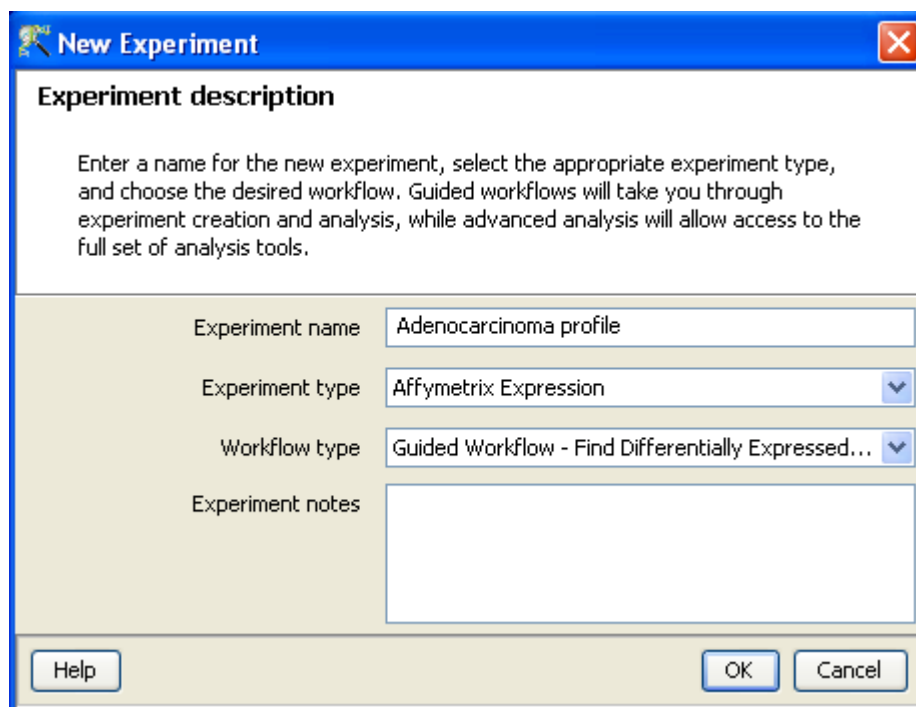 New Experiment
Experiment description
Enter a name for the new experiment, select the appropriate experiment type,
and choose the desired workflow. Guided workflows will take you through
experiment creation and analysis, while advanced analysis will allow access to the
full set of analysis tools.
Experiment name Adenocarcinoma profile
Experiment type Affymetrix Expression
Workflow type Guided Workflow - Find Differentially Expressed...
Experiment notes
Help OK Cancel